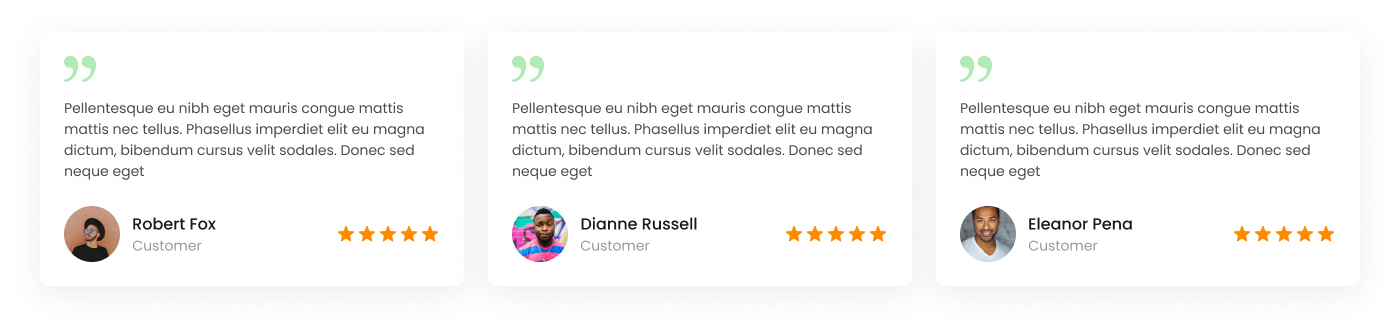 Pellentesque eu nibh eget mauris congue mattis
mattis nec tellus. Phasellus imperdiet elit eu magna
dictum, bibendum cursus velit sodales. Donec sed
neque eget
Robert Fox
Customer
Pellentesque eu nibh eget mauris congue mattis
mattis nec tellus. Phasellus imperdiet elit eu magna
dictum, bibendum cursus velit sodales. Donec sed
neque eget
Dianne Russell
Customer
Pellentesque eu nibh eget mauris congue mattis
mattis nec tellus. Phasellus imperdiet elit eu magna
dictum, bibendum cursus velit sodales. Donec sed
neque eget
Eleanor Pena
Customer